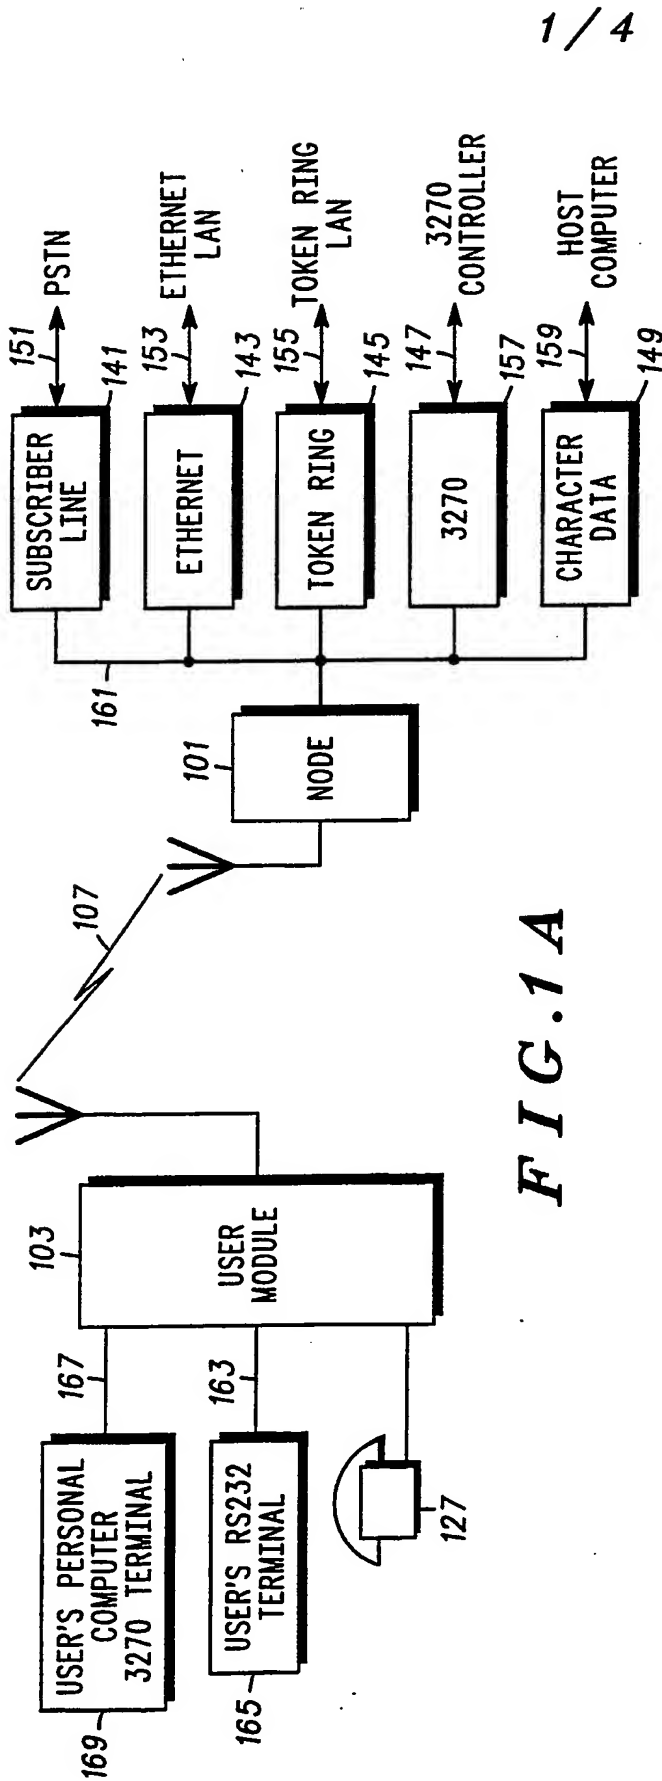 1/4
169
USER'S PERSONAL
COMPUTER
3270 TERMINAL
167
165
USER'S RS232
TERMINAL
163
127
103
USER
MODULE
107
101
NODE
161
SUBSCRIBER
LINE
141
151
PSTN
ETHERNET
143
153
ETHERNET
LAN
TOKEN RING
145
155
TOKEN RING
LAN
3270
157
147
3270
CONTROLLER
CHARACTER
DATA
149
159
HOST
COMPUTER
FIG.1A